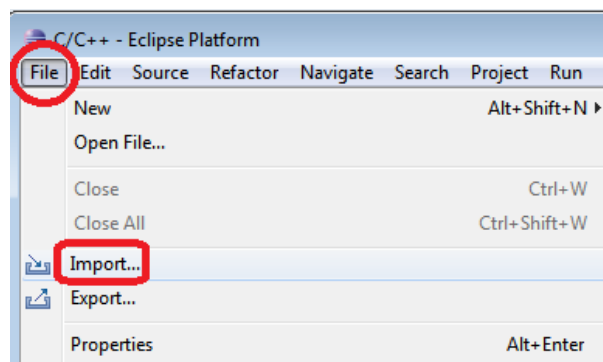 C/C++ - Eclipse Platform
File Edit Source Refactor Navigate Search Project Run
New Alt+Shift+N
Open File...
Close Ctrl+W
Close All Ctrl+Shift+W
Import...
Export...
Properties Alt+Enter